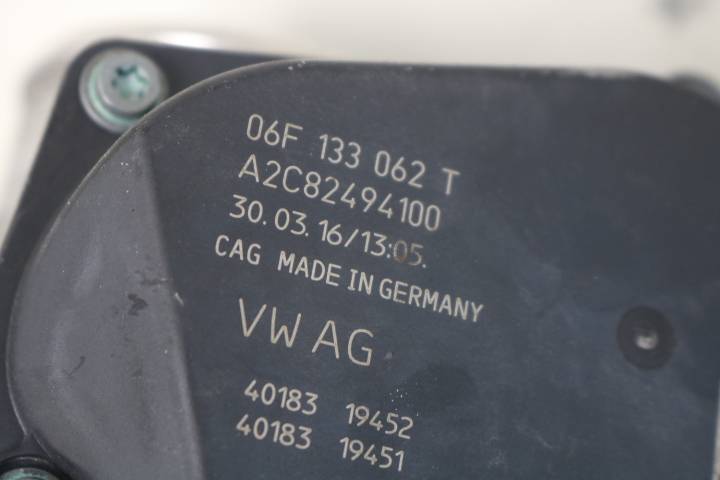 06F 133 062 T
A2C82494100
30.03.16/13:05.
CAG MADE IN GERMANY
VW AG
40183 19452
40183 19451